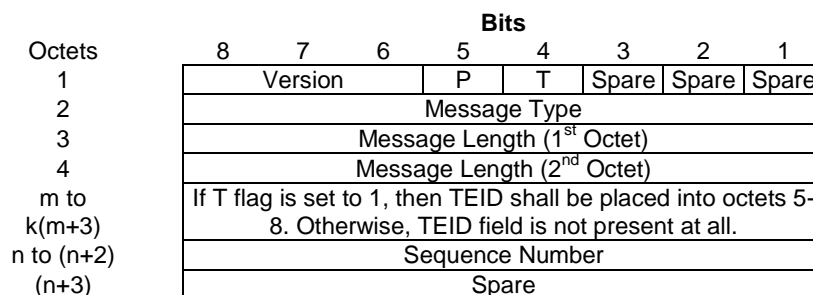 Bits
Octets 8 7 6 5 4 3 2 1
1 Version P T Spare Spare Spare
2 Message Type
3 Message Length (1st Octet)
4 Message Length (2nd Octet)
m to If T flag is set to 1, then TEID shall be placed into octets 5-
k(m+3) 8. Otherwise, TEID field is not present at all.
n to (n+2) Sequence Number
(n+3) Spare